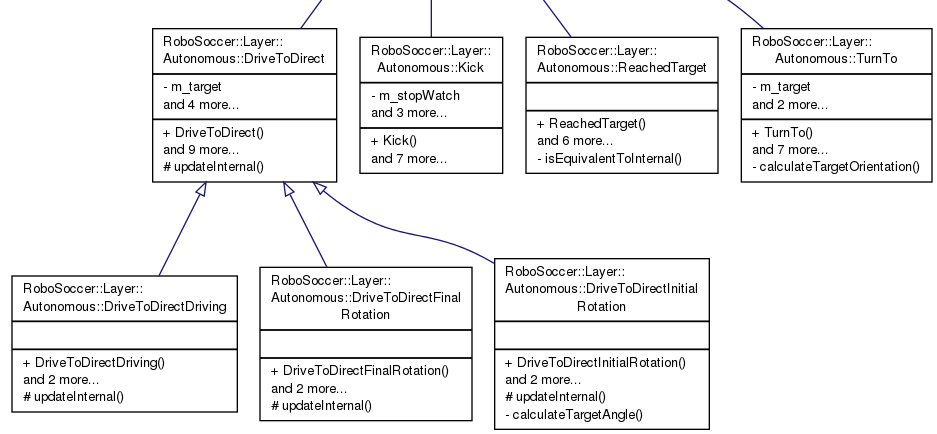 RoboSoccer::Layer::
Autonomous::DriveToDirect
- m_target
and 4 more...
+ DriveToDirect()
and 9 more...
# updateInternal()
RoboSoccer::Layer::
Autonomous::Kick
- m_stopWatch
and 3 more...
+ Kick()
and 7 more...
RoboSoccer::Layer::
Autonomous::ReachedTarget
+ ReachedTarget()
and 6 more...
- isEquivalentToInternal()
RoboSoccer::Layer::
Autonomous::TurnTo
- m_target
and 2 more...
+ TurnTo()
and 7 more...
- calculateTargetOrientation()
RoboSoccer::Layer::
Autonomous::DriveToDirectDriving
+ DriveToDirectDriving()
and 2 more...
# updateInternal()
RoboSoccer::Layer::
Autonomous::DriveToDirectFinal
Rotation
+ DriveToDirectFinalRotation()
and 2 more...
# updateInternal()
RoboSoccer::Layer::
Autonomous::DriveToDirectInitial
Rotation
+ DriveToDirectInitialRotation()
and 2 more...
# updateInternal()
- calculateTargetAngle()